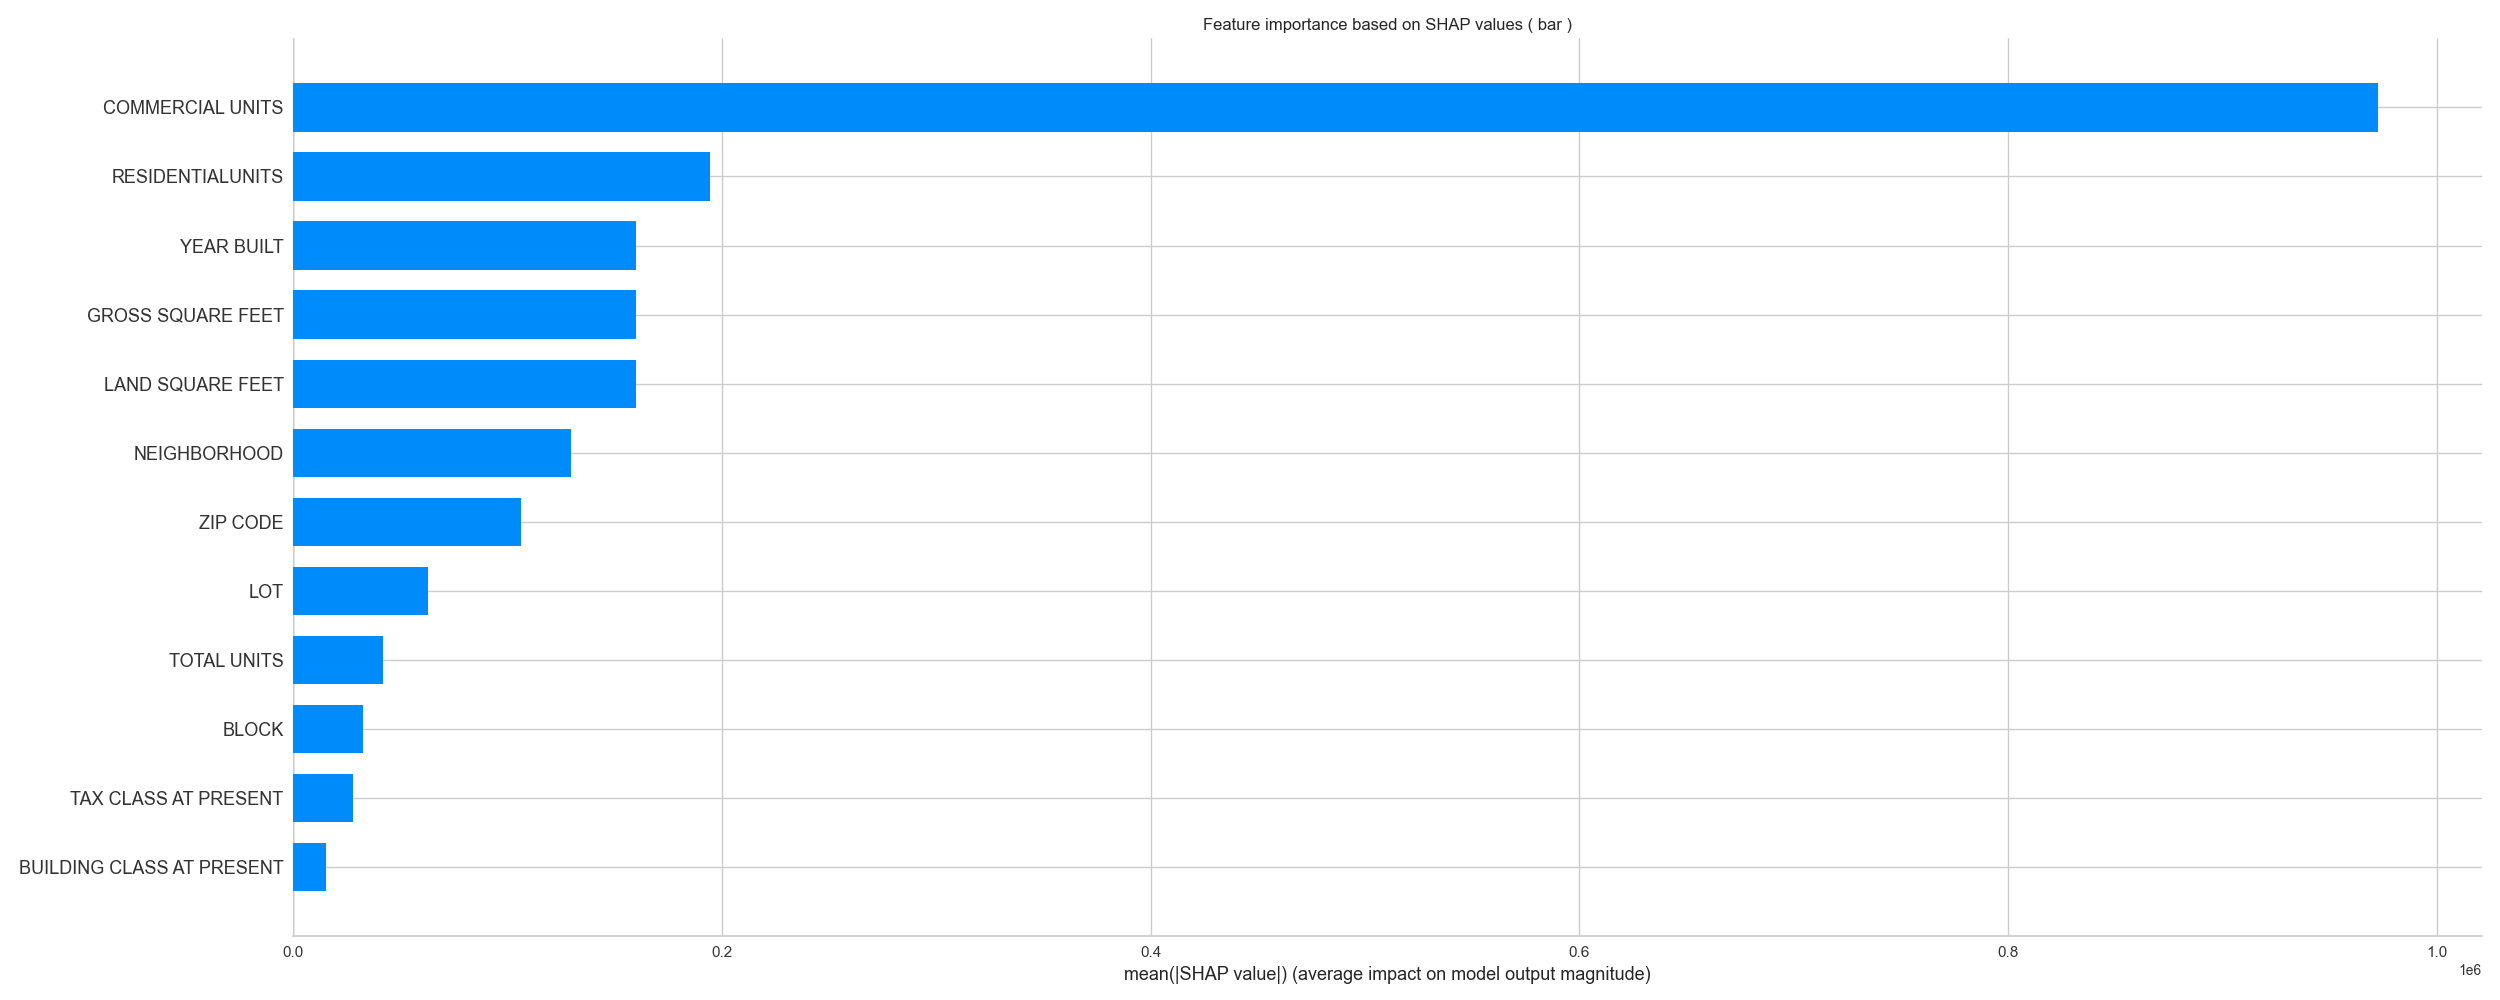 Feature importance based on SHAP values ( bar )
COMMERCIAL UNITS
RESIDENTIALUNITS
YEAR BUILT
GROSS SQUARE FEET
LAND SQUARE FEET
NEIGHBORHOOD
ZIP CODE
LOT
TOTAL UNITS
BLOCK
TAX CLASS AT PRESENT
BUILDING CLASS AT PRESENT
0.0 0.2 0.4 0.6 0.8 1.0
1e6
mean(|SHAP value|) (average impact on model output magnitude)